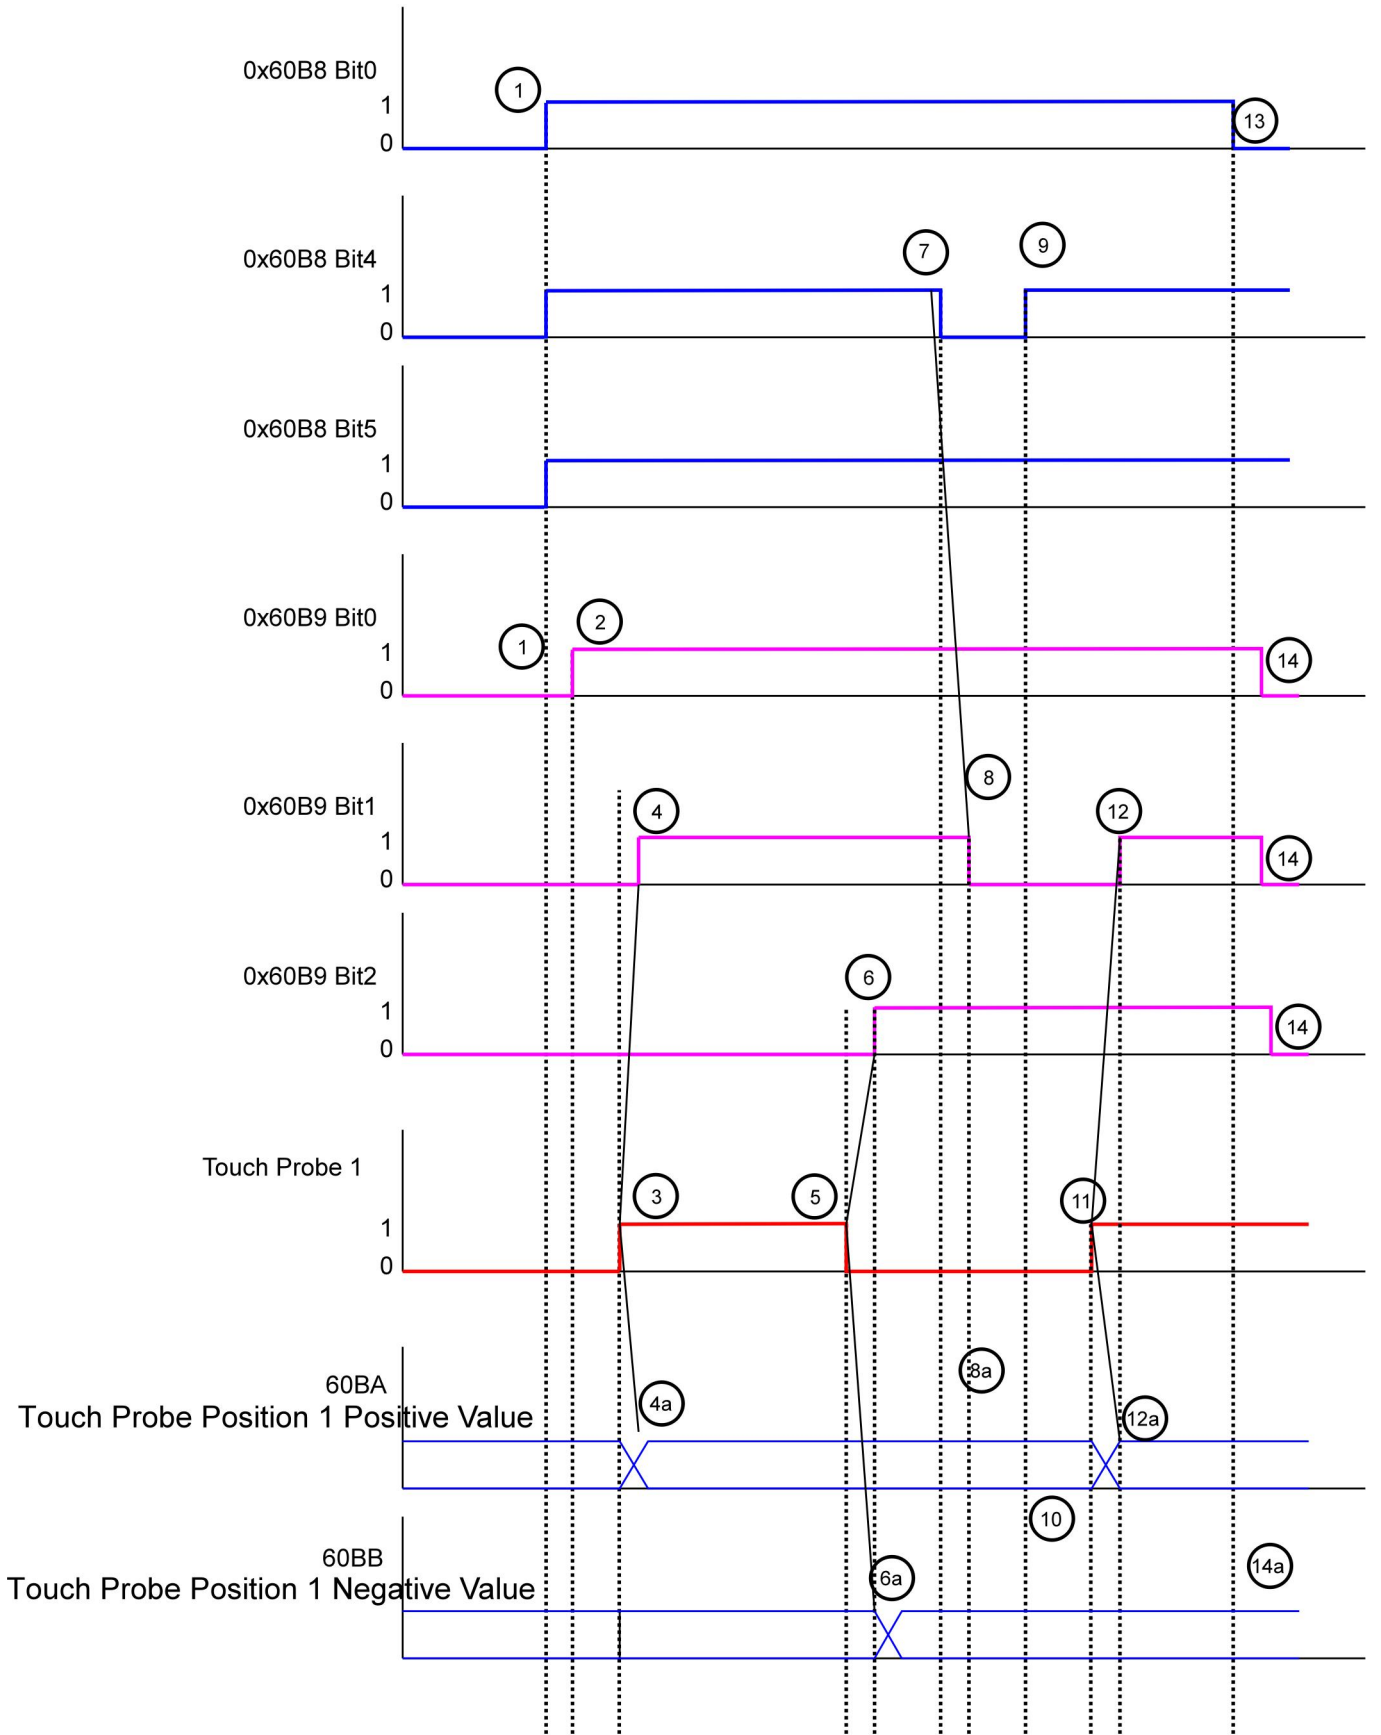 0x60B8 Bit0
1
1
0
13
0x60B8 Bit4
7
9
1
0
0x60B8 Bit5
1
0
0x60B9 Bit0
1
2
1
0
14
0x60B9 Bit1
4
8
12
1
0
14
0x60B9 Bit2
6
1
0
14
Touch Probe 1
3
5
11
1
0
60BA
Touch Probe Position 1 Positive Value
4a
8a
12a
60BB
Touch Probe Position 1 Negative Value
6a
10
14a